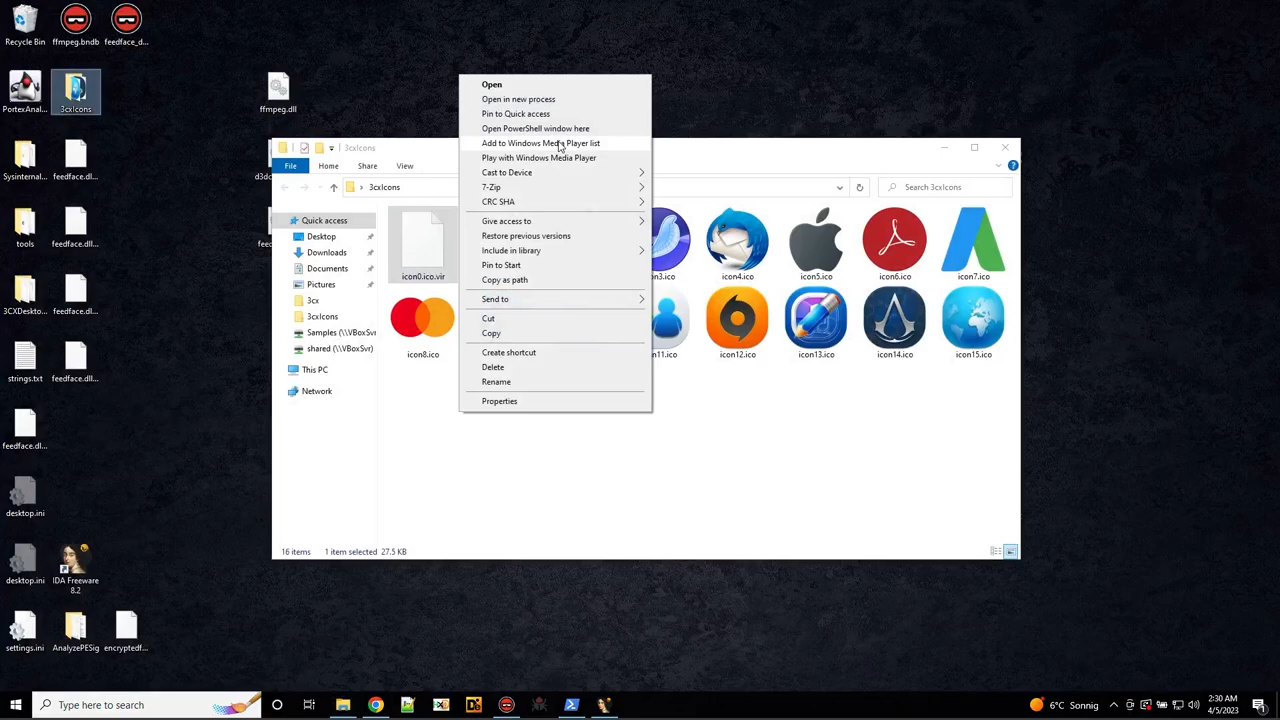 Recycle Bin
ffmpeg.bndb
feedface_d...
PortexAnal...
3cxIcons
ffmpeg.dll
Sysinternal...
feedface.dll...
d3dc
tools
feedface.dll...
3CXDeskto...
feedface.dll...
strings.txt
feedface.dll...
feedface.dll...
desktop.ini
desktop.ini
IDA Freeware
8.2
settings.ini
AnalyzePESig
encryptedf...
3cxIcons
File
Home
Share
View
3cxIcons
Search 3cxIcons
Quick access
Desktop
Downloads
Documents
Pictures
3cx
3cxIcons
Samples (\\VBoxSvr
shared (\\VBoxSvr)
This PC
Network
icon0.ico.vir
icon4.ico
icon5.ico
icon6.ico
icon7.ico
icon8.ico
icon12.ico
icon13.ico
icon14.ico
icon15.ico
16 items
1 item selected 27.5 KB
Open
Open in new process
Pin to Quick access
Open PowerShell window here
Add to Windows Media Player list
Play with Windows Media Player
Cast to Device
7-Zip
CRC SHA
Give access to
Restore previous versions
Include in library
Pin to Start
Copy as path
Send to
Cut
Copy
Create shortcut
Delete
Rename
Properties
Type here to search
6°C Sonnig
2:30 AM
4/5/2023